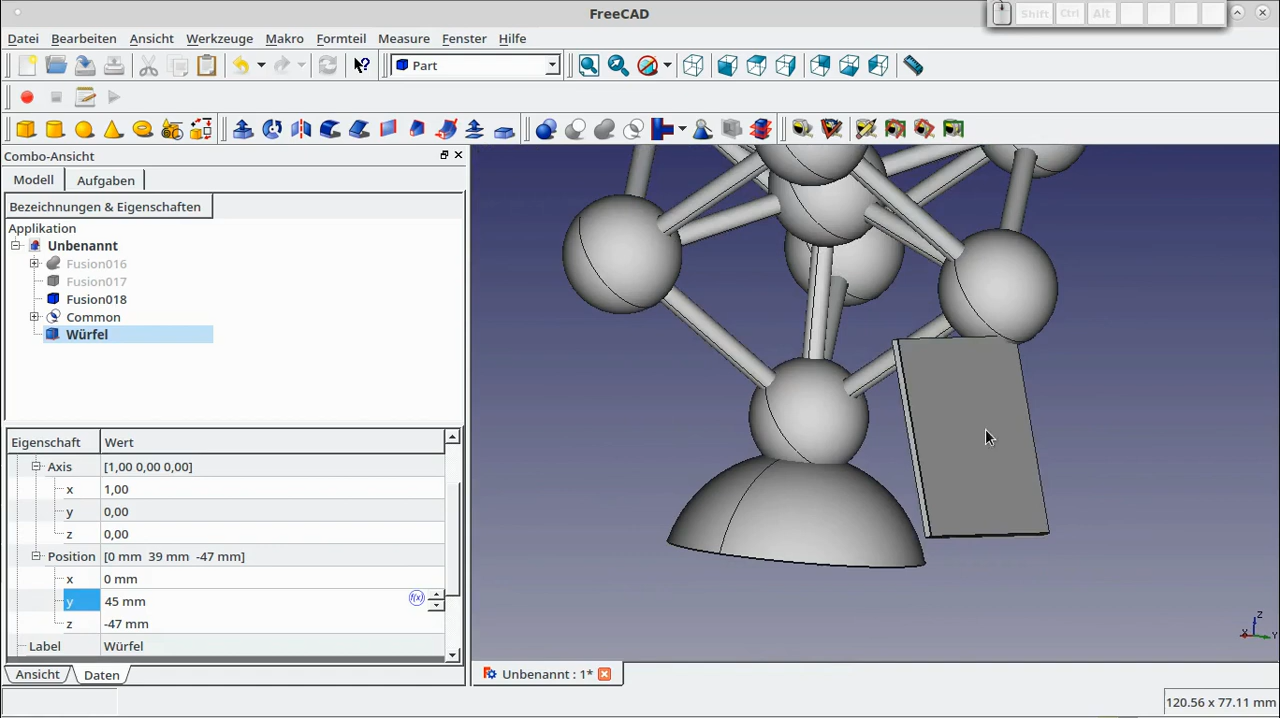 FreeCAD
Shift Ctrl Alt
Datei Bearbeiten Ansicht Werkzeuge Makro Formteil Measure Fenster Hilfe
Part
Combo-Ansicht
Modell Aufgaben
Bezeichnungen & Eigenschaften
Applikation
Unbenannt
Fusion016
Fusion017
Fusion018
Common
Würfel
Eigenschaft Wert
Axis [1,00 0,00 0,00]
x 1,00
y 0,00
z 0,00
Position [0 mm 39 mm -47 mm]
x 0 mm
y 45 mm f(x)
z -47 mm
Label Würfel
Ansicht Daten
Unbenannt : 1*
Z
X Y
120.56 x 77.11 mm